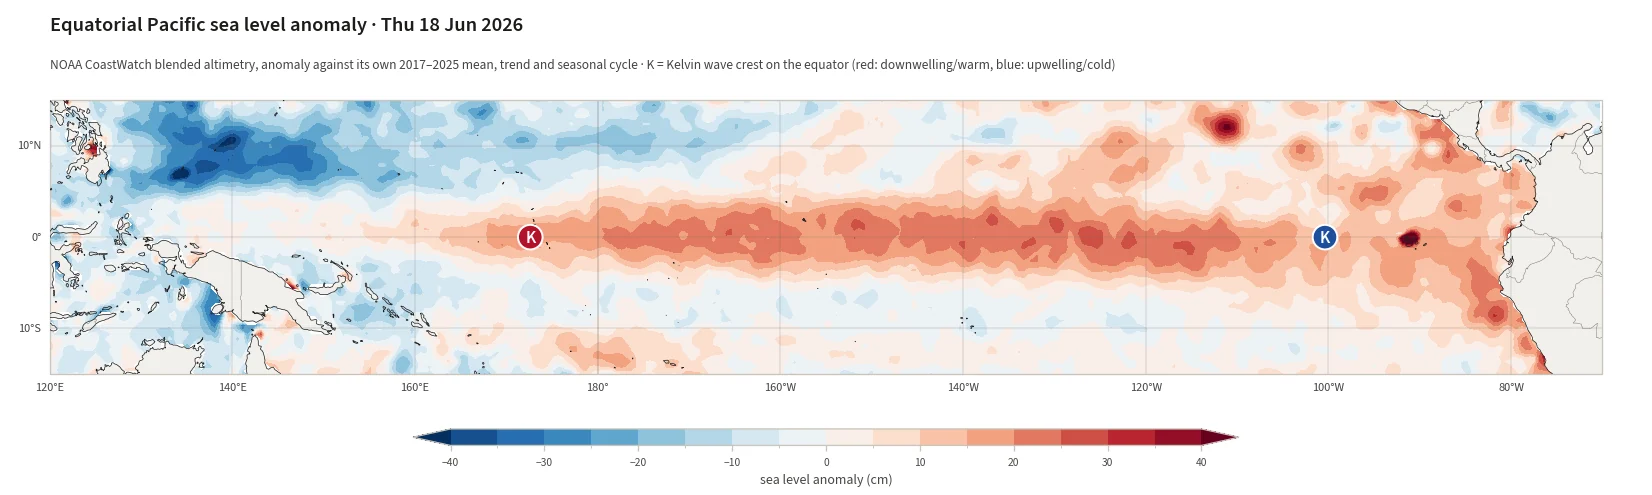 Equatorial Pacific sea level anomaly · Thu 18 Jun 2026
NOAA CoastWatch blended altimetry, anomaly against its own 2017–2025 mean, trend and seasonal cycle · K = Kelvin wave crest on the equator (red: downwelling/warm, blue: upwelling/cold)
10°N
0°
K
K
10°S
120°E 140°E 160°E 180° 160°W 140°W 120°W 100°W 80°W
−40 −30 −20 −10 0 10 20 30 40
sea level anomaly (cm)